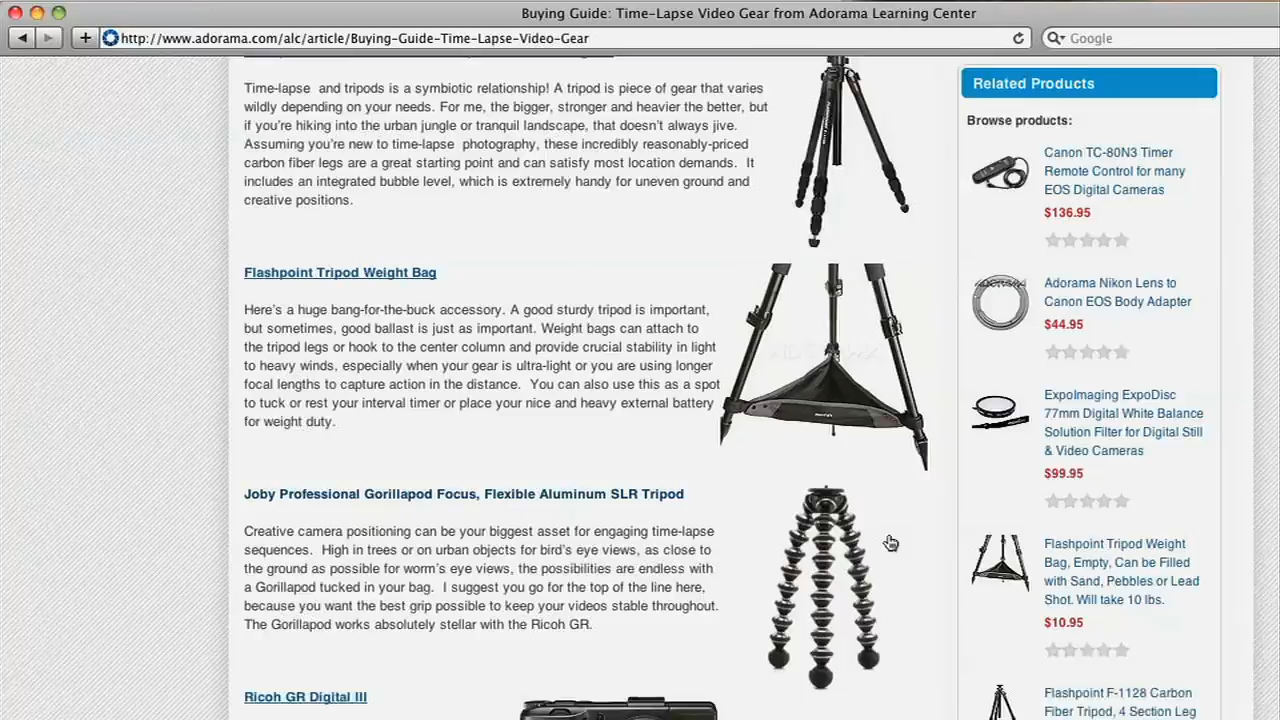 Buying Guide: Time-Lapse Video Gear from Adorama Learning Center
http://www.adorama.com/alc/article/Buying-Guide-Time-Lapse-Video-Gear
Google
Time-lapse and tripods is a symbiotic relationship! A tripod is piece of gear that varies
wildly depending on your needs. For me, the bigger, stronger and heavier the better, but
if you're hiking into the urban jungle or tranquil landscape, that doesn't always jive.
Assuming you're new to time-lapse photography, these incredibly reasonably-priced
carbon fiber legs are a great starting point and can satisfy most location demands. It
includes an integrated bubble level, which is extremely handy for uneven ground and
creative positions.
Flashpoint Tripod Weight Bag
Here's a huge bang-for-the-buck accessory. A good sturdy tripod is important,
but sometimes, good ballast is just as important. Weight bags can attach to
the tripod legs or hook to the center column and provide crucial stability in light
to heavy winds, especially when your gear is ultra-light or you are using longer
focal lengths to capture action in the distance. You can also use this as a spot
to tuck or rest your interval timer or place your nice and heavy external battery
for weight duty.
Joby Professional Gorillapod Focus, Flexible Aluminum SLR Tripod
Creative camera positioning can be your biggest asset for engaging time-lapse
sequences. High in trees or on urban objects for bird's eye views, as close to
the ground as possible for worm's eye views, the possibilities are endless with
a Gorillapod tucked in your bag. I suggest you go for the top of the line here,
because you want the best grip possible to keep your videos stable throughout.
The Gorillapod works absolutely stellar with the Ricoh GR.
Ricoh GR Digital III
Related Products
Browse products:
Canon TC-80N3 Timer
Remote Control for many
EOS Digital Cameras
$136.95
ADORAMA
Adorama Nikon Lens to
Canon EOS Body Adapter
$44.95
ExpoImaging ExpoDisc
77mm Digital White Balance
Solution Filter for Digital Still
& Video Cameras
$99.95
Flashpoint Tripod Weight
Bag, Empty, Can be Filled
with Sand, Pebbles or Lead
Shot. Will take 10 lbs.
$10.95
Flashpoint F-1128 Carbon
Fiber Tripod, 4 Section Leg